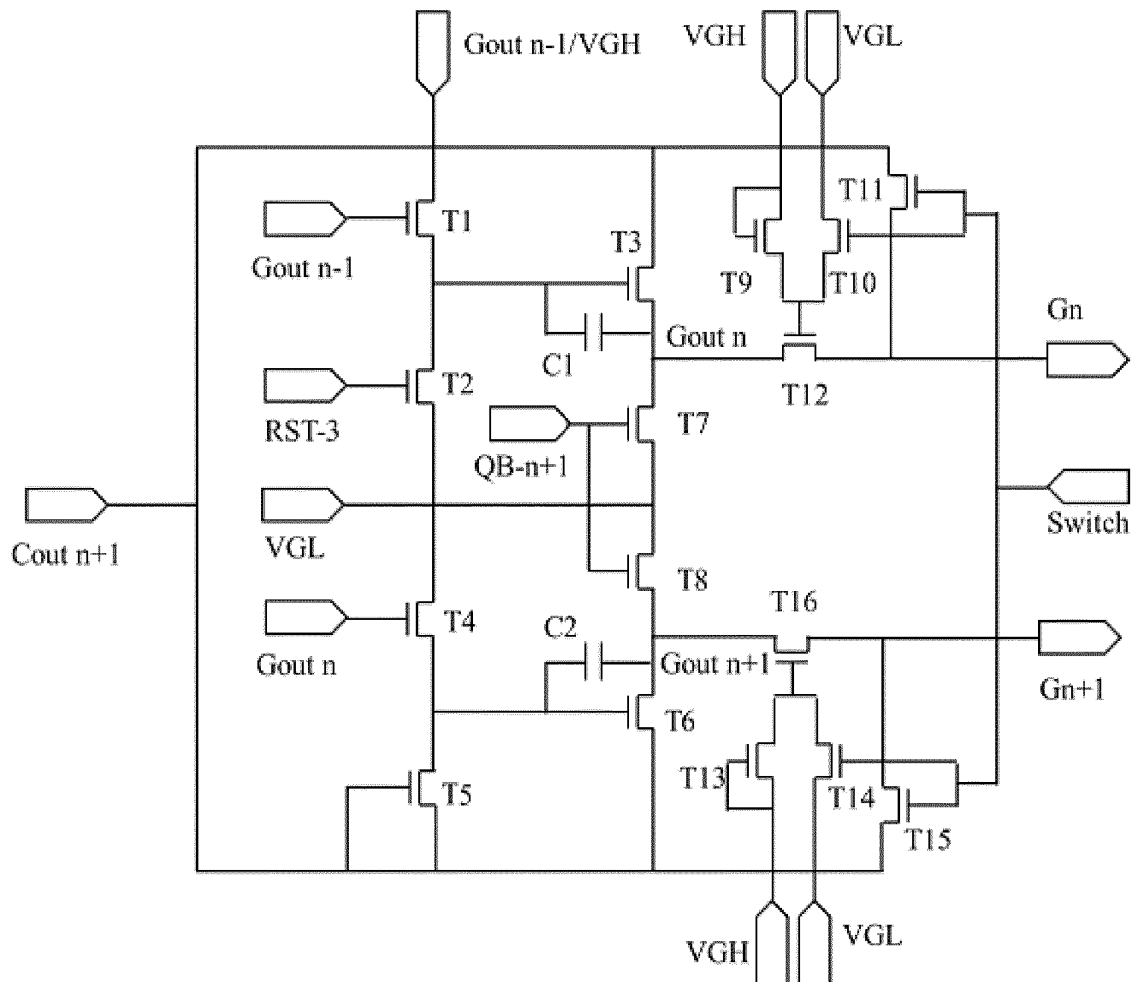 Gout n-1/VGH
VGH
VGL
T1
Gout n-1
T3
T11
T9
T10
Gout n
Gn
C1
T12
T2
RST-3
T7
QB-n+1
Cout n+1
VGL
Switch
T8
T16
T4
Gout n
C2
Gout n+1
Gn+1
T6
T5
T13
T14
T15
VGH
VGL